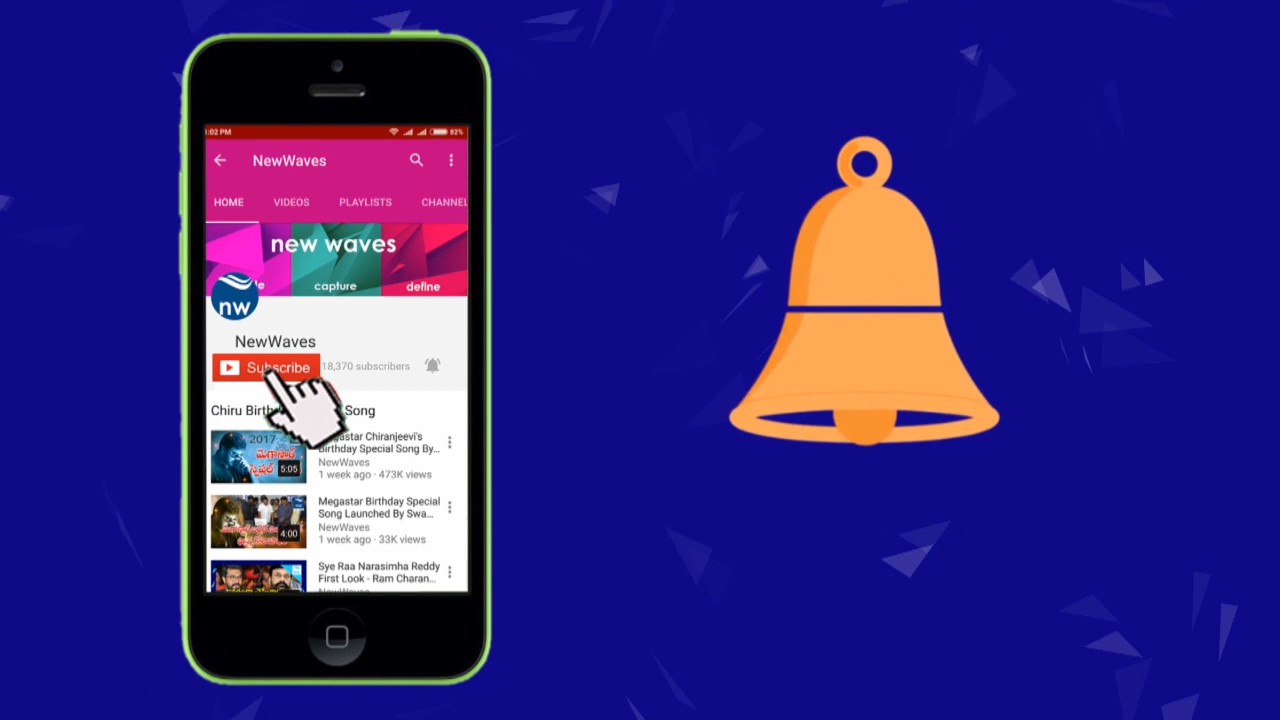 1:02 PM 82%
NewWaves
HOME VIDEOS PLAYLISTS CHANNEL
new waves
capture define
nw
NewWaves
Subscribe 18,370 subscribers
Chiru Birth Song
2017
మెగాస్టార్
స్పెషల్
5:05
Megastar Chiranjeevi's
Birthday Special Song By...
NewWaves
1 week ago · 473K views
4:00
Megastar Birthday Special
Song Launched By Swa...
NewWaves
1 week ago · 33K views
Sye Raa Narasimha Reddy
First Look - Ram Charan...
NewWaves